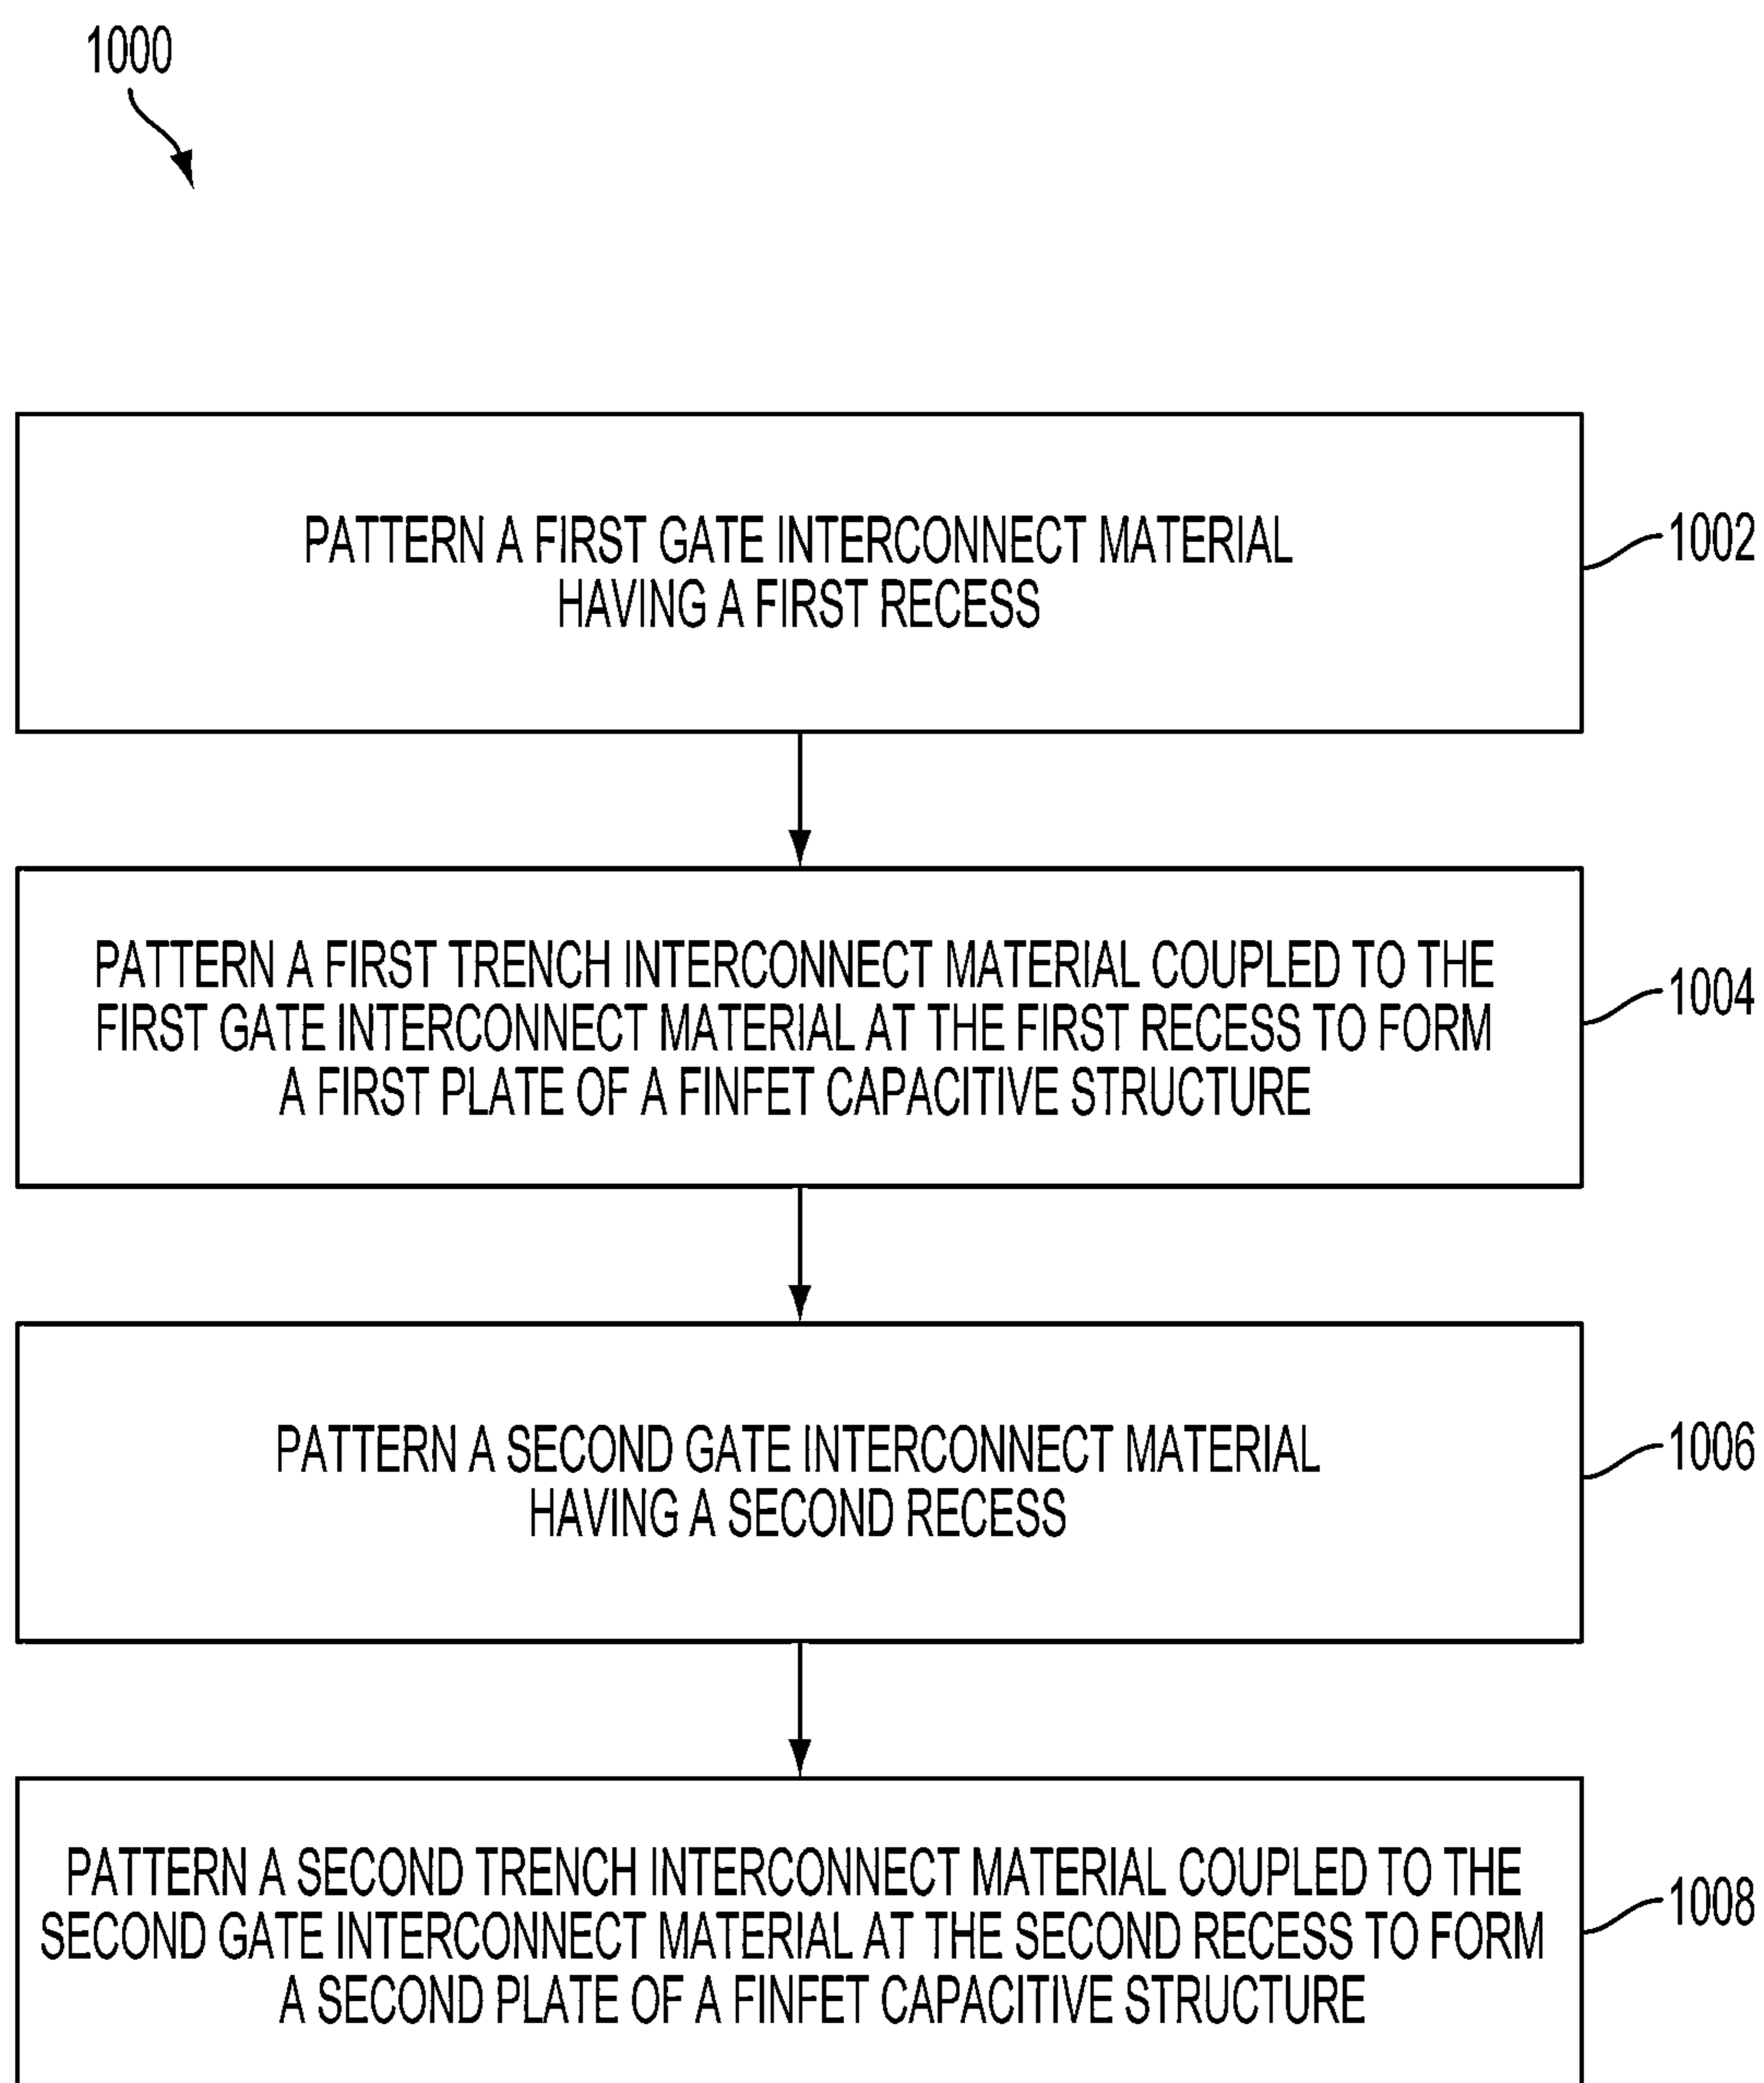 1000
PATTERN A FIRST GATE INTERCONNECT MATERIAL
HAVING A FIRST RECESS
1002
PATTERN A FIRST TRENCH INTERCONNECT MATERIAL COUPLED TO THE
FIRST GATE INTERCONNECT MATERIAL AT THE FIRST RECESS TO FORM
A FIRST PLATE OF A FINFET CAPACITIVE STRUCTURE
1004
PATTERN A SECOND GATE INTERCONNECT MATERIAL
HAVING A SECOND RECESS
1006
PATTERN A SECOND TRENCH INTERCONNECT MATERIAL COUPLED TO THE
SECOND GATE INTERCONNECT MATERIAL AT THE SECOND RECESS TO FORM
A SECOND PLATE OF A FINFET CAPACITIVE STRUCTURE
1008